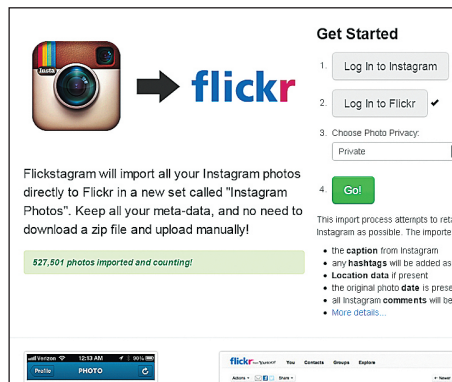 Insta
flickr
Flickstagram will import all your Instagram photos
directly to Flickr in a new set called "Instagram
Photos". Keep all your meta-data, and no need to
download a zip file and upload manually!
527,501 photos imported and counting!
Get Started
1. Log In to Instagram
2. Log In to Flickr ✔
3. Choose Photo Privacy:
Private
4. Go!
This import process attempts to reta
Instagram as possible. The importe
• the caption from Instagram
• any hashtags will be added as
• Location data if present
• the original photo date is prese
• all Instagram comments will be
• More details...
Verizon 12:13 AM 90%
Profile PHOTO
flickr
You Contacts Groups Explore
Actions Share
Newer